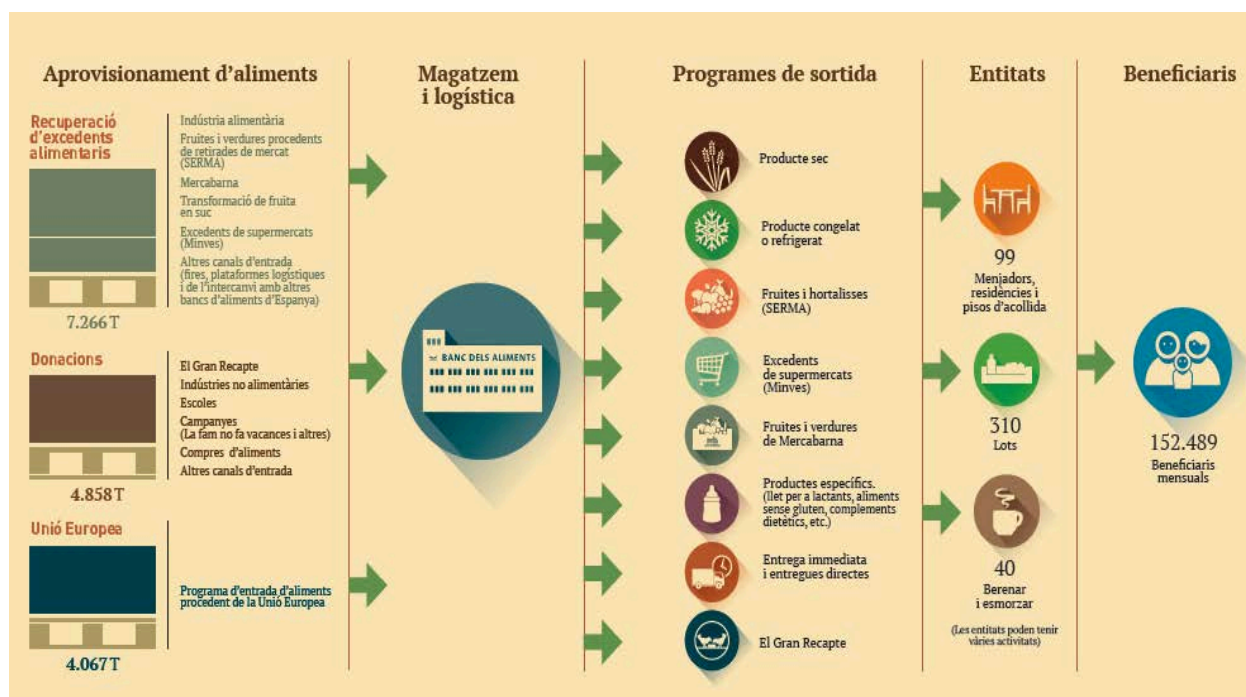 Aprovisionament d'aliments
Recuperació
d'excedents
alimentaris
7.266 T
Indústria alimentària
Fruites i verdures procedents
de retirades de mercat
(SERMA)
Mercabarna
Transformació de fruita
en suc
Excedents de supermercats
(Minves)
Altres canals d'entrada
(fires, plataformes logístiques
i de l'intercanvi amb altres
bancs d'aliments d'Espanya)
Donacions
4.858 T
El Gran Recapte
Indústries no alimentàries
Escoles
Campanyes
(La fam no fa vacances i altres)
Compres d'aliments
Altres canals d'entrada
Unió Europea
4.067 T
Programa d'entrada d'aliments
procedent de la Unió Europea
Magatzem
i logística
BANC DELS ALIMENTS
Programes de sortida
Producte sec
Producte congelat
o refrigerat
Fruites i hortalisses
(SERMA)
Excedents
de supermercats
(Minves)
Fruites i verdures
de Mercabarna
Productes específics.
(llet per a lactants, aliments
sense gluten, complements
dietètics, etc.)
Entrega immediata
i entregues directes
El Gran Recapte
Entitats
99
Menjadors,
residències i
pisos d'acollida
310
Lots
40
Berenar
i esmorzar
(Les entitats poden tenir
vàries activitats)
Beneficiaris
152.489
Beneficiaris
mensuals